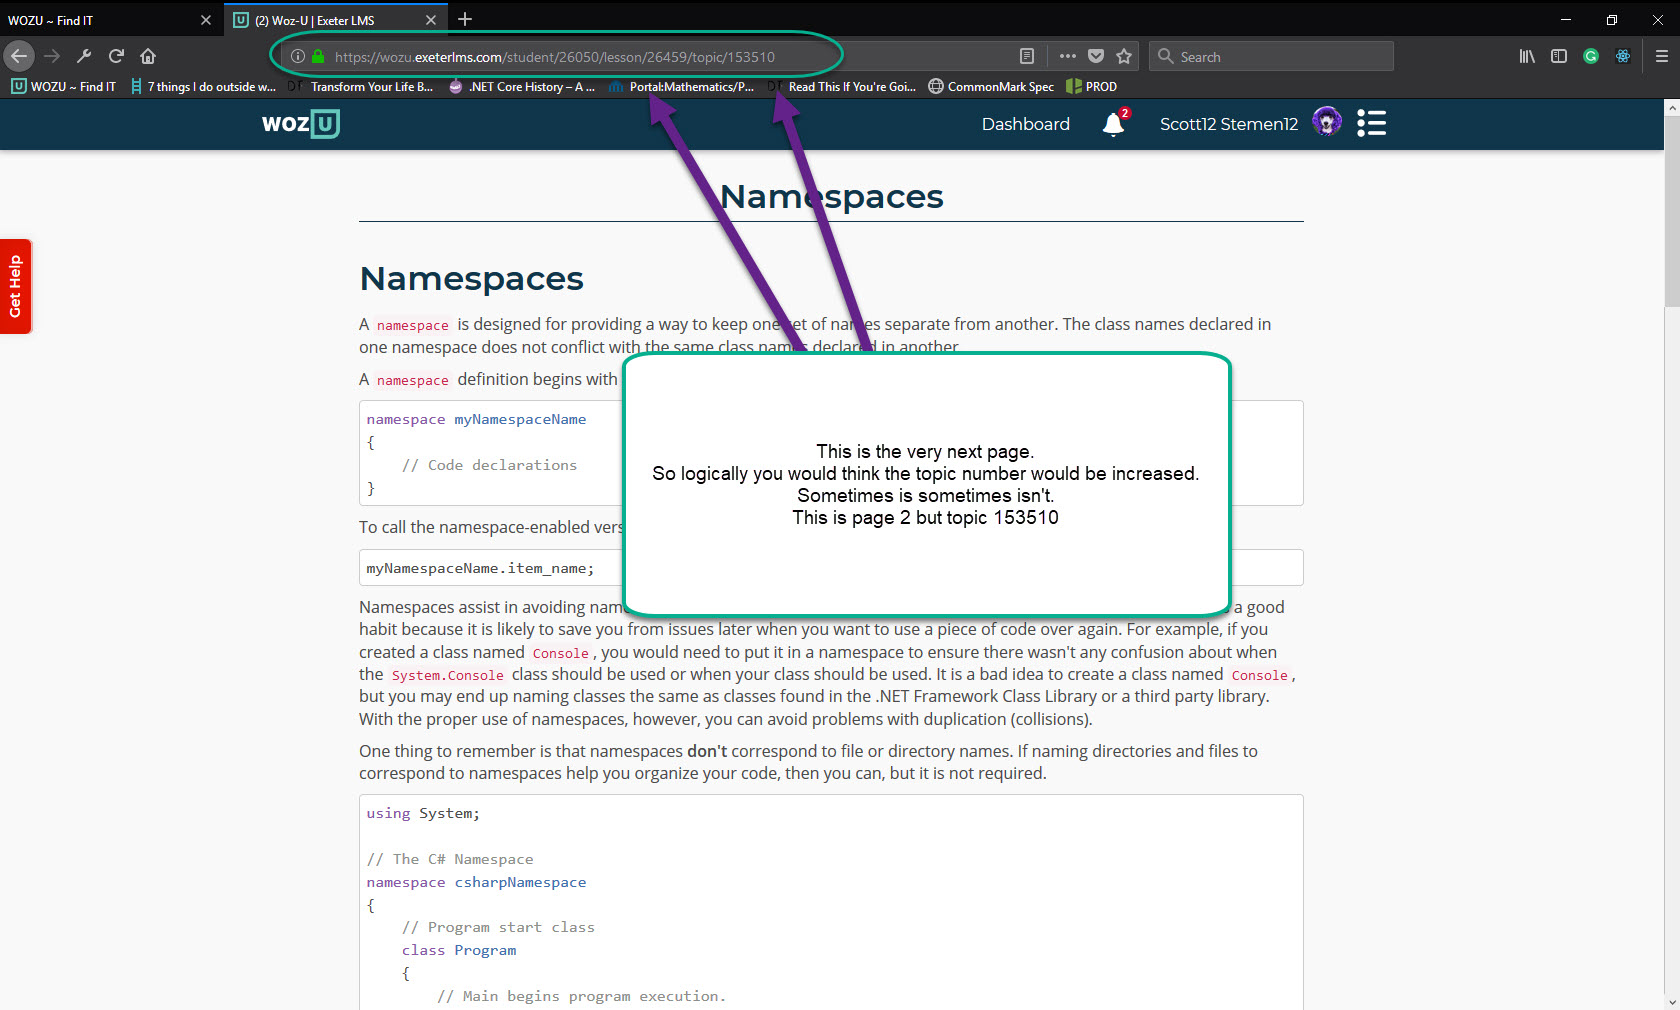 WOZU ~ Find IT
(2) Woz-U | Exeter LMS
https://wozu.exeterlms.com/student/26050/lesson/26459/topic/153510
Search
WOZU ~ Find IT
7 things I do outside w...
DT Transform Your Life B...
.NET Core History – A ...
Portal:Mathematics/P...
DT Read This If You're Goi...
CommonMark Spec
PROD
WOZ U
Dashboard
2
Scott12 Stemen12
Get Help
Namespaces
Namespaces
A namespace is designed for providing a way to keep one set of names separate from another. The class names declared in
one namespace does not conflict with the same class names declared in another.
A namespace definition begins with
namespace myNamespaceName
{
// Code declarations
}
To call the namespace-enabled vers
myNamespaceName.item_name;
This is the very next page.
So logically you would think the topic number would be increased.
Sometimes is sometimes isn't.
This is page 2 but topic 153510
Namespaces assist in avoiding nam s a good
habit because it is likely to save you from issues later when you want to use a piece of code over again. For example, if you
created a class named Console, you would need to put it in a namespace to ensure there wasn't any confusion about when
the System.Console class should be used or when your class should be used. It is a bad idea to create a class named Console,
but you may end up naming classes the same as classes found in the .NET Framework Class Library or a third party library.
With the proper use of namespaces, however, you can avoid problems with duplication (collisions).
One thing to remember is that namespaces don't correspond to file or directory names. If naming directories and files to
correspond to namespaces help you organize your code, then you can, but it is not required.
using System;
// The C# Namespace
namespace csharpNamespace
{
// Program start class
class Program
{
// Main begins program execution.